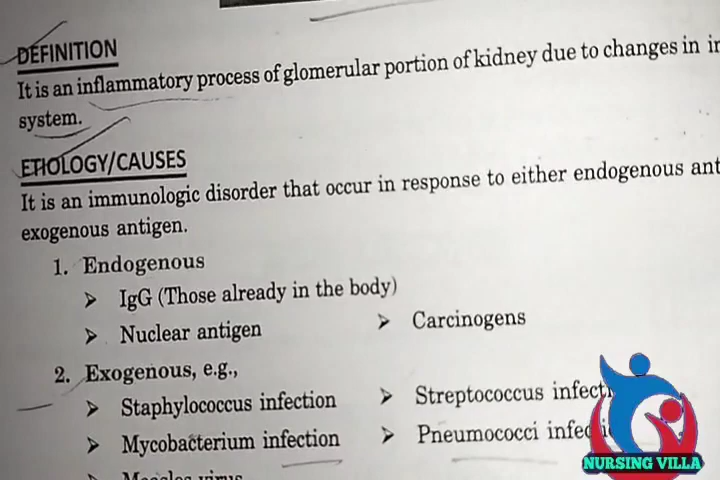 DEFINITION
It is an inflammatory process of glomerular portion of kidney due to changes in
system.
ETIOLOGY/CAUSES
It is an immunologic disorder that occur in response to either endogenous
exogenous antigen.
1. Endogenous
➤ IgG (Those already in the body)
➤ Nuclear antigen ➤ Carcinogens
2. Exogenous, e.g.,
➤ Staphylococcus infection ➤ Streptococcus
➤ Mycobacterium infection ➤ Pneumococci
NURSING VILLA